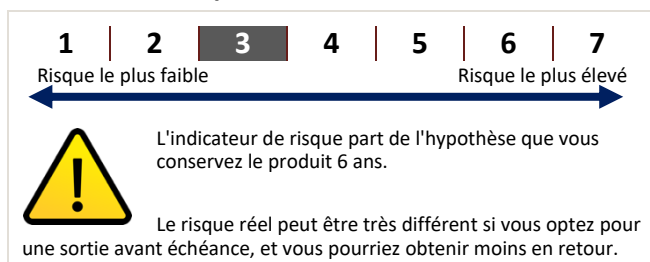 1 2 3 4 5 6 7
Risque le plus faible Risque le plus élevé
L'indicateur de risque part de l'hypothèse que vous
conservez le produit 6 ans.
Le risque réel peut être très différent si vous optez pour
une sortie avant échéance, et vous pourriez obtenir moins en retour.